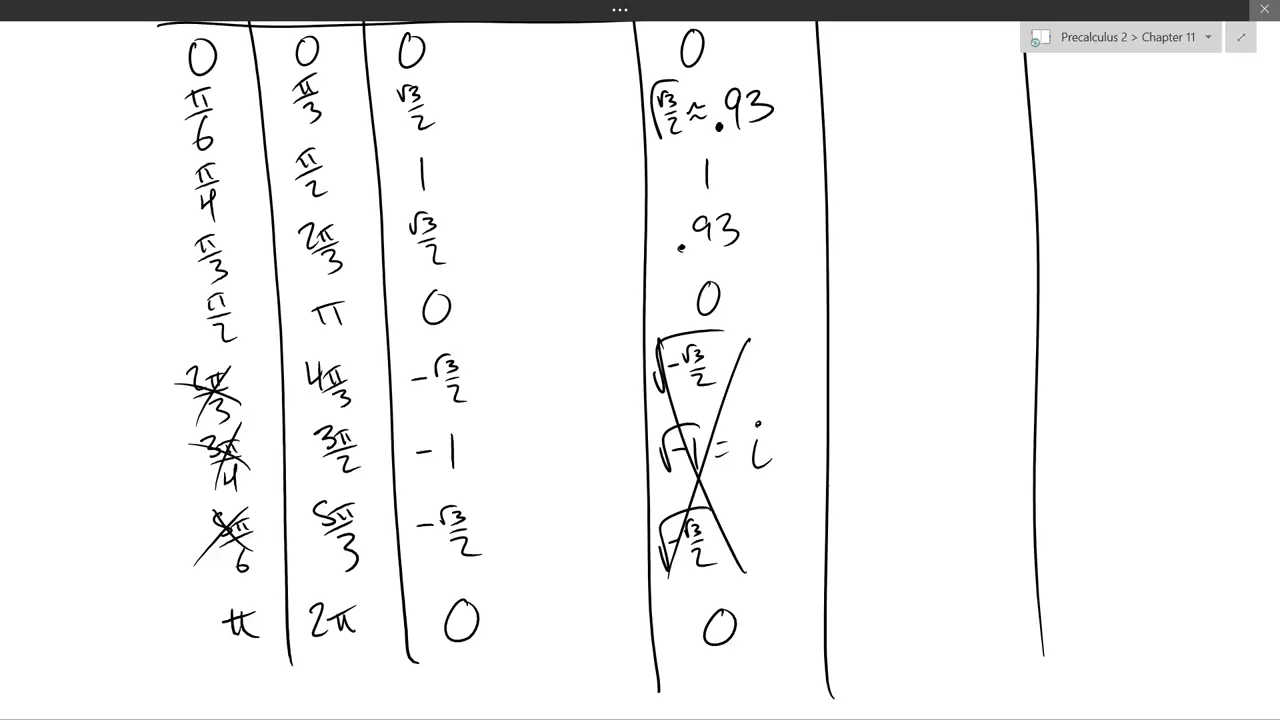 Precalculus 2 > Chapter 11
0 0 0 0
π/6 π/3 √3/2 √(√3/2) ≈ .93
π/4 π/2 1 1
π/3 2π/3 √3/2 .93
π/2 π 0 0
2π/3 4π/3 -√3/2 √(-√3/2)
3π/4 3π/2 -1 √-1 = i
5π/6 5π/3 -√3/2 √(-√3/2)
π 2π 0 0